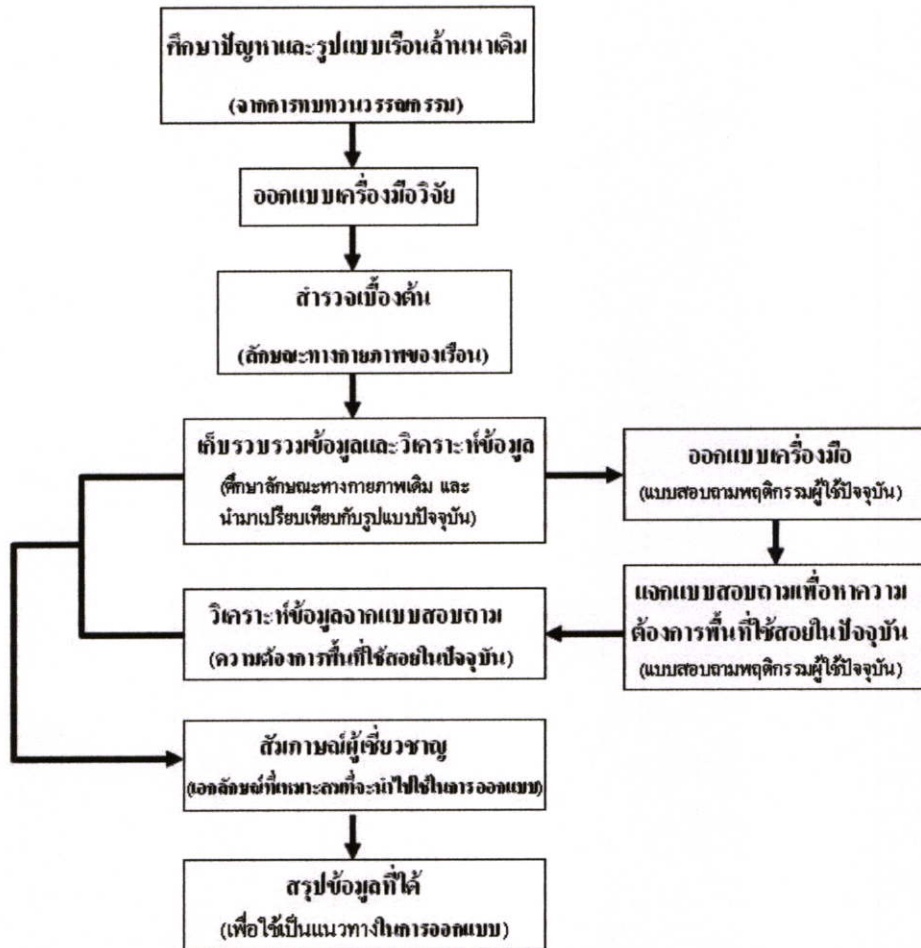 ศึกษาปัญหาและรูปแบบเรือนล้านนาเดิม
(จากการทบทวนวรรณกรรม)
ออกแบบเครื่องมือวิจัย
สำรวจเบื้องต้น
(ลักษณะทางกายภาพของเรือน)
เก็บรวบรวมข้อมูลและวิเคราะห์ข้อมูล
(ศึกษาลักษณะทางกายภาพเดิม และ
นำมาเปรียบเทียบกับรูปแบบปัจจุบัน)
ออกแบบเครื่องมือ
(แบบสอบถามพฤติกรรมผู้ใช้ปัจจุบัน)
แจกแบบสอบถามเพื่อหาความ
ต้องการพื้นที่ใช้สอยในปัจจุบัน
(แบบสอบถามพฤติกรรมผู้ใช้ปัจจุบัน)
วิเคราะห์ข้อมูลจากแบบสอบถาม
(ความต้องการพื้นที่ใช้สอยในปัจจุบัน)
สัมภาษณ์ผู้เชี่ยวชาญ
(เอกลักษณ์ที่เหมาะสมที่จะนำไปใช้ในการออกแบบ)
สรุปข้อมูลที่ได้
(เพื่อใช้เป็นแนวทางในการออกแบบ)